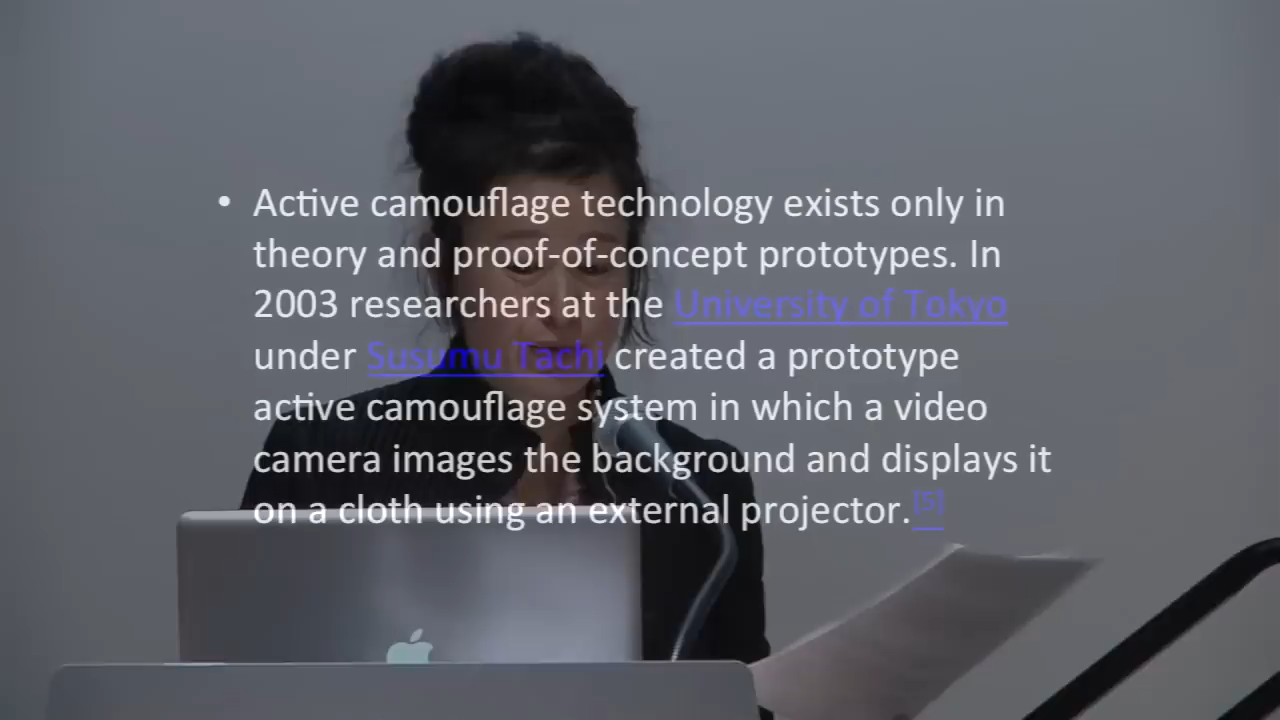 • Active camouflage technology exists only in
theory and proof-of-concept prototypes. In
2003 researchers at the University of Tokyo
under Susumu Tachi created a prototype
active camouflage system in which a video
camera images the background and displays it
on a cloth using an external projector.[5]